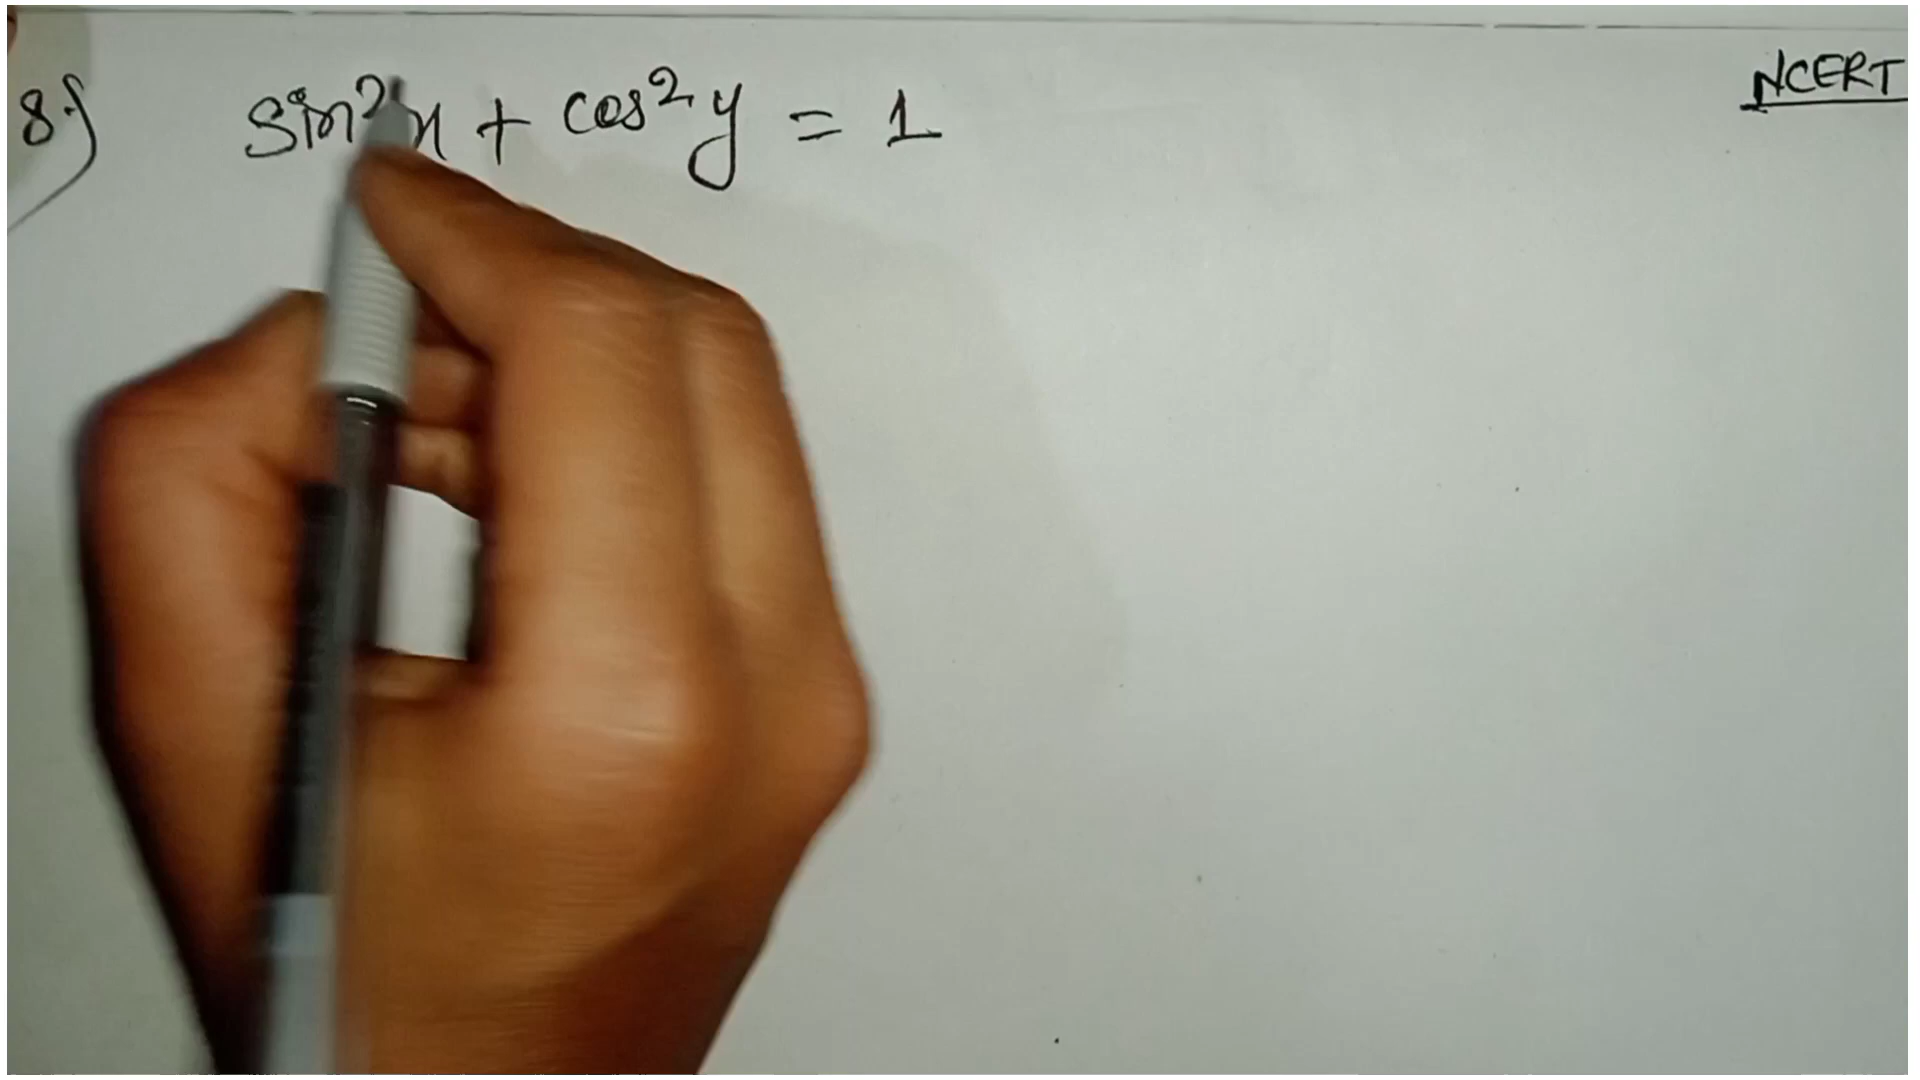 8) sin²x + cos²y = 1 NCERT